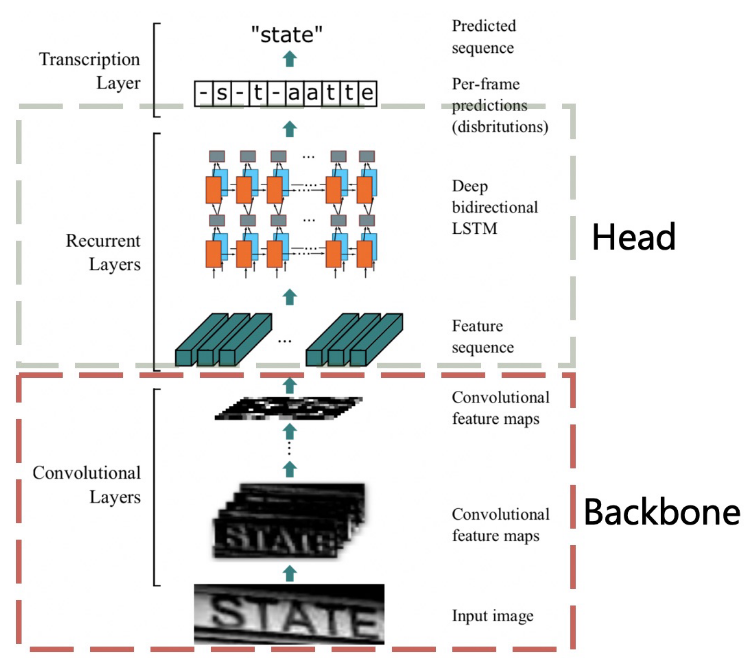 "state"
Predicted
sequence
Transcription
Layer
-s-t-aatte
Per-frame
predictions
(disbritutions)
Deep
bidirectional
LSTM
Head
Recurrent
Layers
...
...
...
...
...
Feature
sequence
Convolutional
feature maps
Convolutional
Layers
STATE
Convolutional
feature maps
Backbone
STATE
Input image